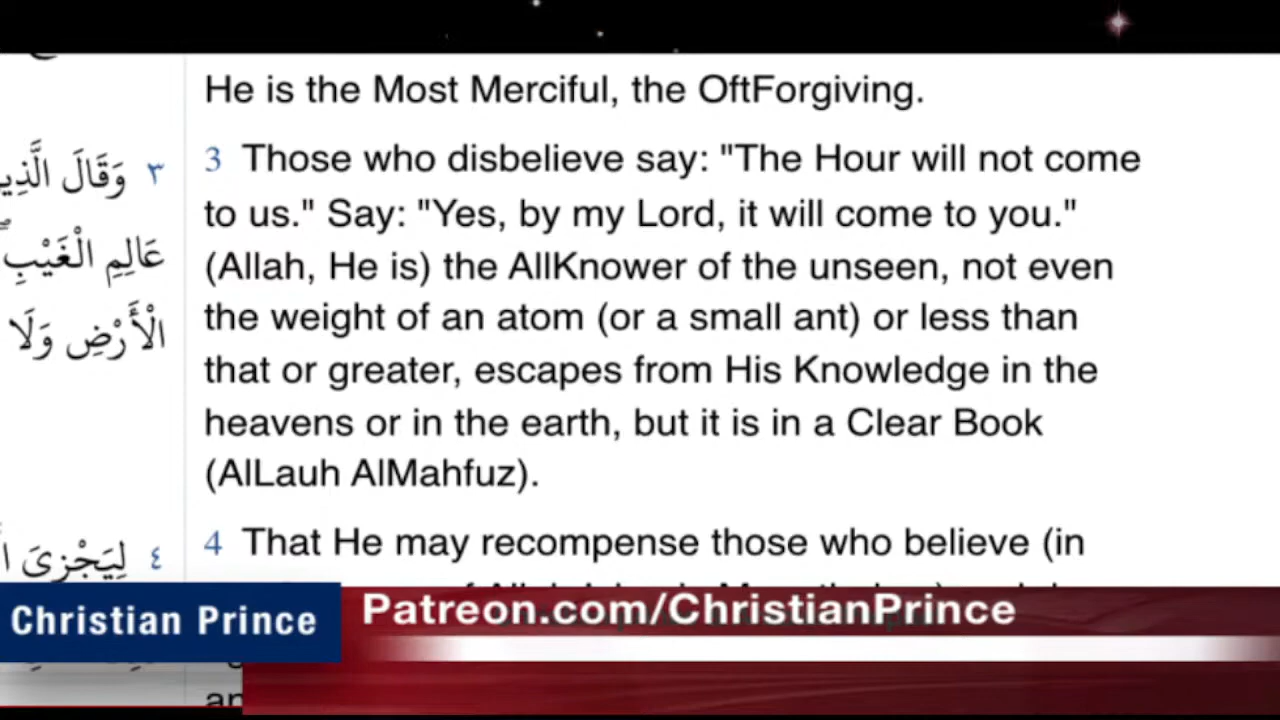 He is the Most Merciful, the OftForgiving.
3 Those who disbelieve say: "The Hour will not come
to us." Say: "Yes, by my Lord, it will come to you."
(Allah, He is) the AllKnower of the unseen, not even
the weight of an atom (or a small ant) or less than
that or greater, escapes from His Knowledge in the
heavens or in the earth, but it is in a Clear Book
(AlLauh AlMahfuz).
4 That He may recompense those who believe (in
٣ وَقَالَ
عَالِمِ الْغَيْبِ
الْأَرْضِ وَلَا
٤ لِيَجْزِيَ
Christian Prince
Patreon.com/ChristianPrince